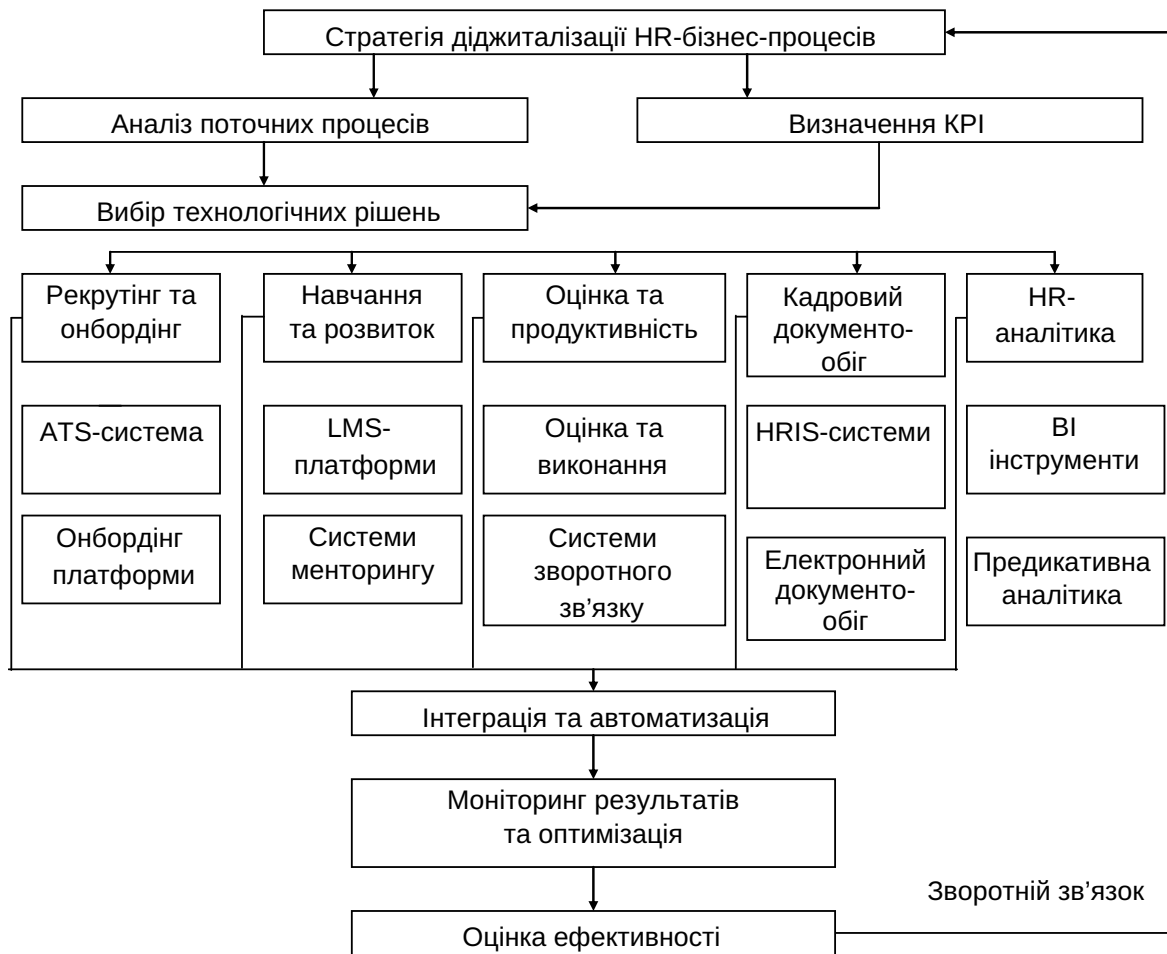 Стратегія діджиталізації HR-бізнес-процесів
Аналіз поточних процесів
Визначення КРІ
Вибір технологічних рішень
Рекрутінг та
онбордінг
Навчання
та розвиток
Оцінка та
продуктивність
Кадровий
документо-
обіг
HR-
аналітика
ATS-система
LMS-
платформи
Оцінка та
виконання
HRIS-системи
BI
інструменти
Онбордінг
платформи
Системи
менторингу
Системи
зворотного
зв’язку
Електронний
документо-
обіг
Предикативна
аналітика
Інтеграція та автоматизація
Моніторинг результатів
та оптимізація
Зворотній зв’язок
Оцінка ефективності